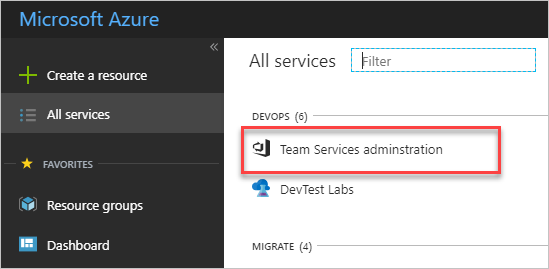 Microsoft Azure
«
Create a resource
All services
FAVORITES
Resource groups
Dashboard
All services
Filter
DEVOPS (6)
Team Services adminstration
DevTest Labs
MIGRATE (4)